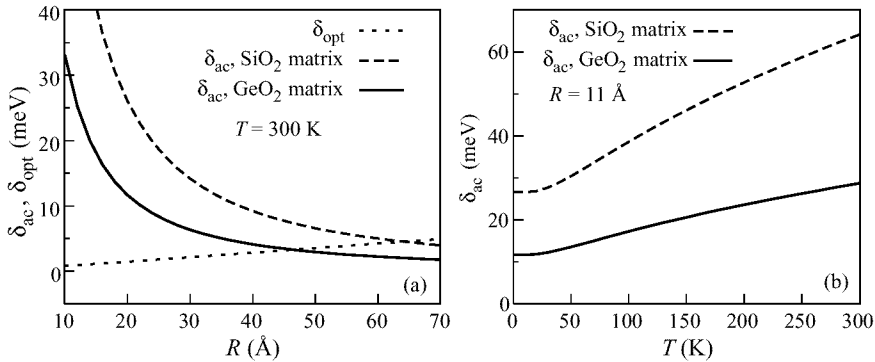 40
30
20
10
0
δac, δopt (meV)
δopt
δac, SiO2 matrix
δac, GeO2 matrix
T = 300 K
(a)
10 20 30 40 50 60 70
R (Å)
60
40
20
0
δac (meV)
δac, SiO2 matrix
δac, GeO2 matrix
R = 11 Å
(b)
0 50 100 150 200 250 300
T (K)